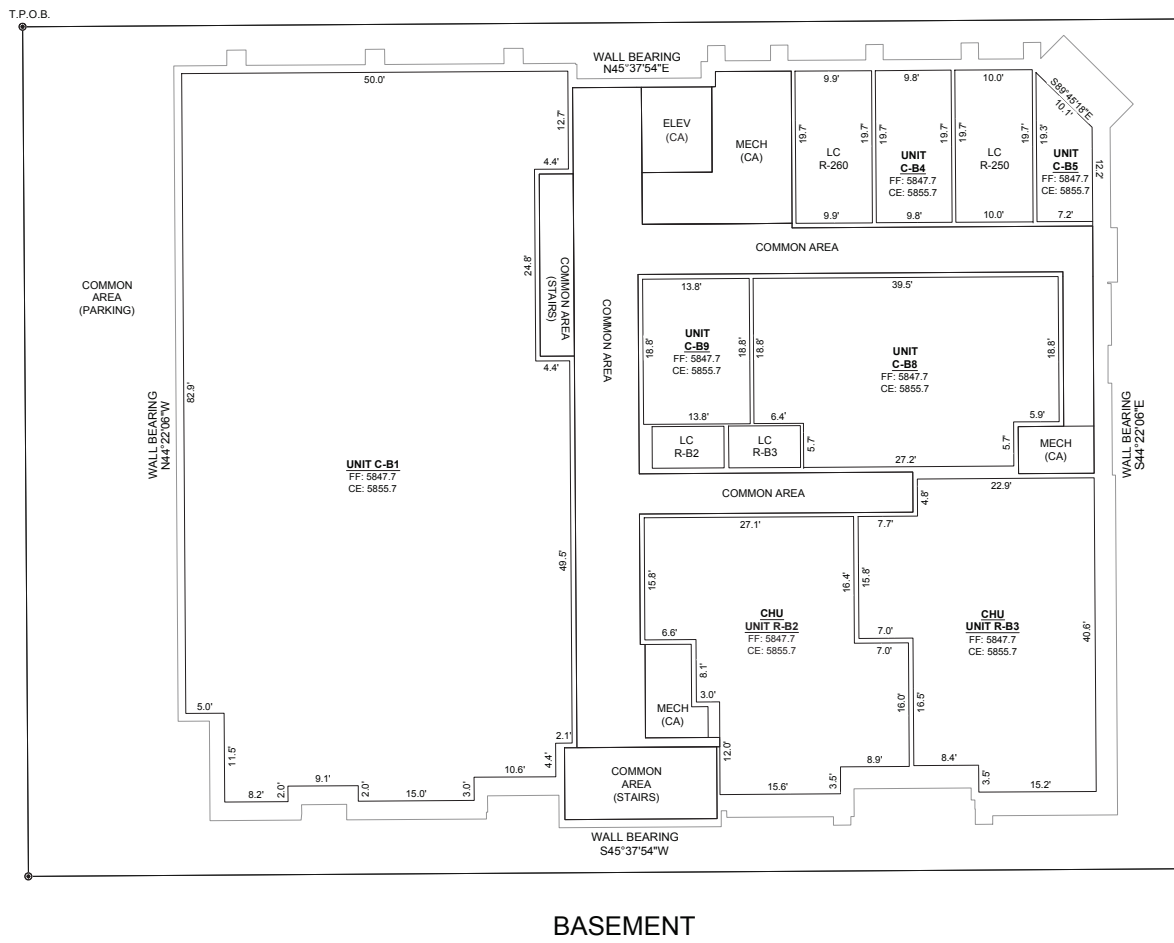 T.P.O.B.
WALL BEARING
N45°37'54"E
50.0'
12.7'
4.4'
24.8'
4.4'
COMMON AREA
(STAIRS)
COMMON
AREA
(PARKING)
WALL BEARING
N44°22'06"W
82.9'
UNIT C-B1
FF: 5847.7
CE: 5855.7
49.5'
5.0'
11.5'
8.2'
2.0'
9.1'
2.0'
15.0'
3.0'
10.6'
4.4'
2.1'
COMMON AREA
ELEV
(CA)
MECH
(CA)
9.9'
19.7'
LC
R-260
19.7'
9.9'
9.8'
19.7'
UNIT
C-B4
FF: 5847.7
CE: 5855.7
19.7'
9.8'
10.0'
19.7'
LC
R-250
19.7'
10.0'
S89°45'18"E
10.1'
19.3'
UNIT
C-B5
FF: 5847.7
CE: 5855.7
12.2'
7.2'
COMMON AREA
13.8'
18.8'
UNIT
C-B9
FF: 5847.7
CE: 5855.7
18.8'
13.8'
39.5'
18.8'
UNIT
C-B8
FF: 5847.7
CE: 5855.7
18.8'
6.4'
5.7'
27.2'
5.7'
5.9'
LC
R-B2
LC
R-B3
MECH
(CA)
WALL BEARING
S44°22'06"E
COMMON AREA
27.1'
15.8'
16.4'
CHU
UNIT R-B2
FF: 5847.7
CE: 5855.7
6.6'
8.1'
3.0'
7.0'
16.0'
12.0'
15.6'
3.5'
8.9'
MECH
(CA)
22.9'
4.8'
7.7'
15.8'
7.0'
CHU
UNIT R-B3
FF: 5847.7
CE: 5855.7
40.6'
16.5'
8.4'
3.5'
15.2'
COMMON
AREA
(STAIRS)
WALL BEARING
S45°37'54"W
BASEMENT